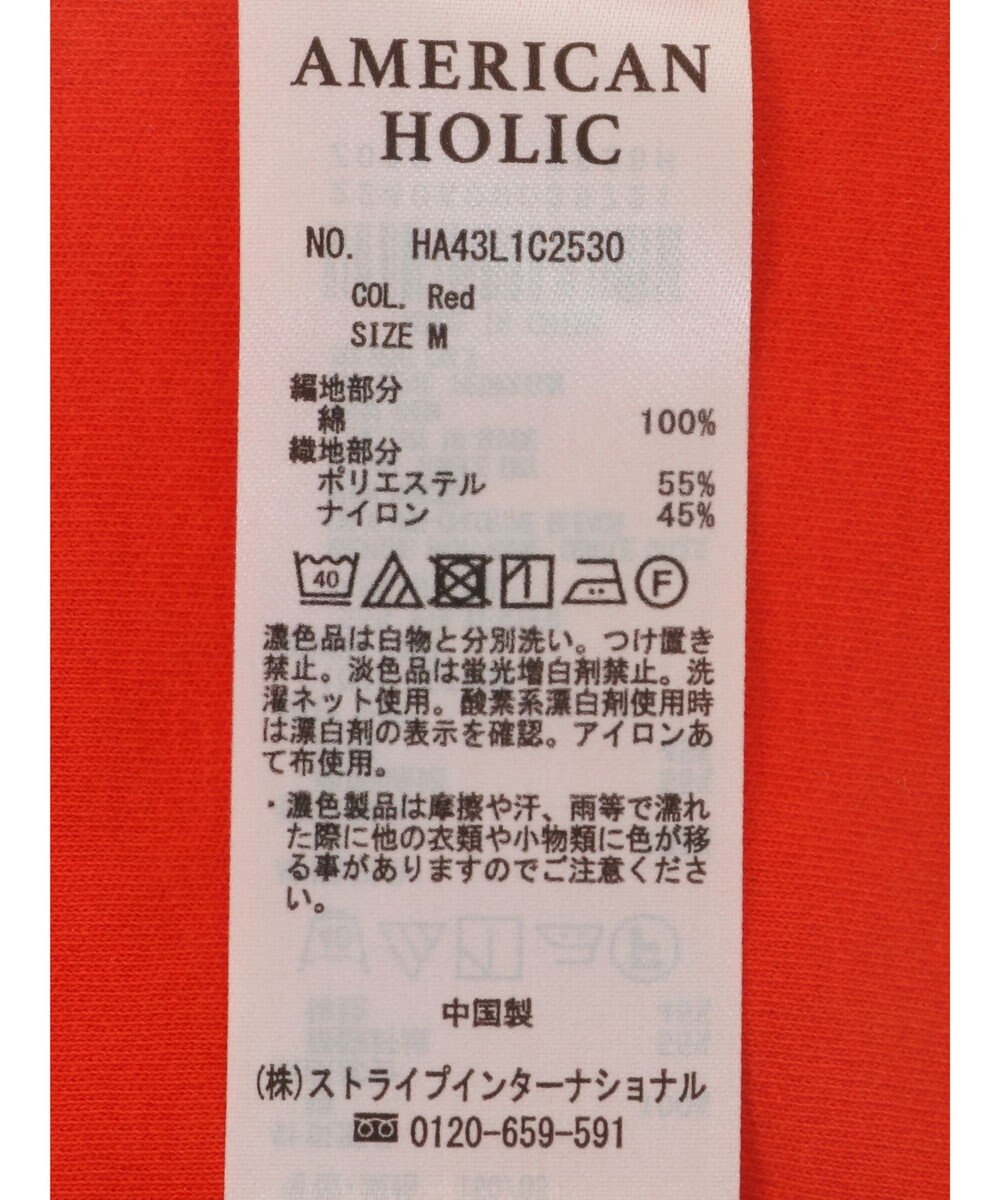 AMERICAN
HOLIC
NO. HA43L1C2530
COL. Red
SIZE M
編地部分
綿 100%
織地部分
ポリエステル 55%
ナイロン 45%
40 F
濃色品は白物と分別洗い。つけ置き
禁止。淡色品は蛍光増白剤禁止。洗
濯ネット使用。酸素系漂白剤使用時
は漂白剤の表示を確認。アイロンあ
て布使用。
・濃色製品は摩擦や汗、雨等で濡れ
た際に他の衣類や小物類に色が移
る事がありますのでご注意くださ
い。
中国製
(株)ストライプインターナショナル
0120-659-591